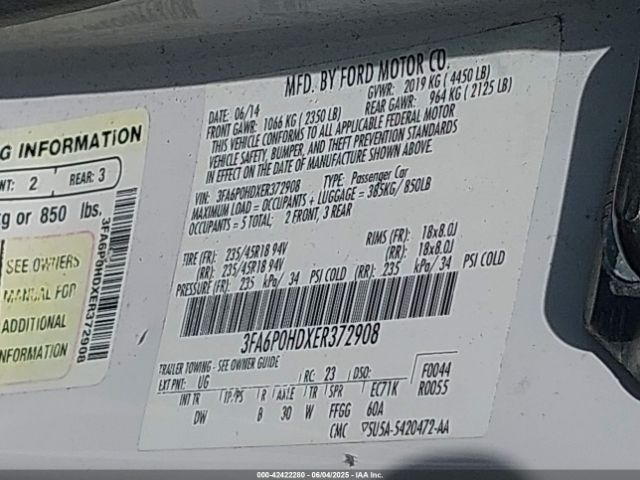 MFD. BY FORD MOTOR CO.
DATE: 06/14 GVWR: 2019 KG ( 4450 LB)
FRONT GAWR: 1066 KG ( 2350 LB) REAR GAWR: 964 KG ( 2125 LB)
THIS VEHICLE CONFORMS TO ALL APPLICABLE FEDERAL MOTOR
VEHICLE SAFETY, BUMPER, AND THEFT PREVENTION STANDARDS
IN EFFECT ON THE DATE OF MANUFACTURE SHOWN ABOVE.
VIN: 3FA6P0HDXER372908 TYPE: Passenger Car
MAXIMUM LOAD = OCCUPANTS + LUGGAGE = 385KG/850LB
OCCUPANTS = 5 TOTAL: 2 FRONT, 3 REAR
TIRE (FR): 235/45R18 94V RIMS (FR): 18x8.0J
(RR): 235/45R18 94V (RR): 18x8.0J
PRESSURE (FR): 235 kPa/ 34 PSI COLD (RR): 235 kPa/ 34 PSI COLD
3FA6P0HDXER372908
TRAILER TOWING - SEE OWNER GUIDE
EXT PNT: UG RC: 23 DSO: F0044
INT TR TP/PS R AXLE TR SPR EC71K R0055
DW B 30 W FFGG 60A
CMC 5U5A-5420472-AA
G INFORMATION
NT: 2 REAR: 3
kg or 850 lbs.
SEE OWNERS
MANUAL FOR
ADDITIONAL
INFORMATION
3FA6P0HDXER372908
000-42422280 - 06/04/2025 - IAAI.COM